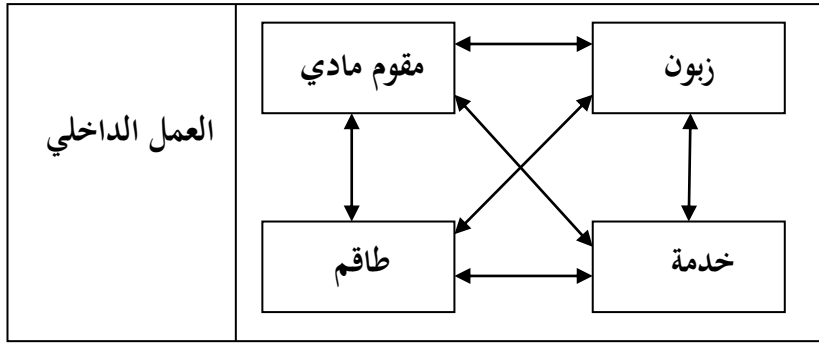 زبون
مقوم مادي
العمل الداخلي
خدمة
طاقم